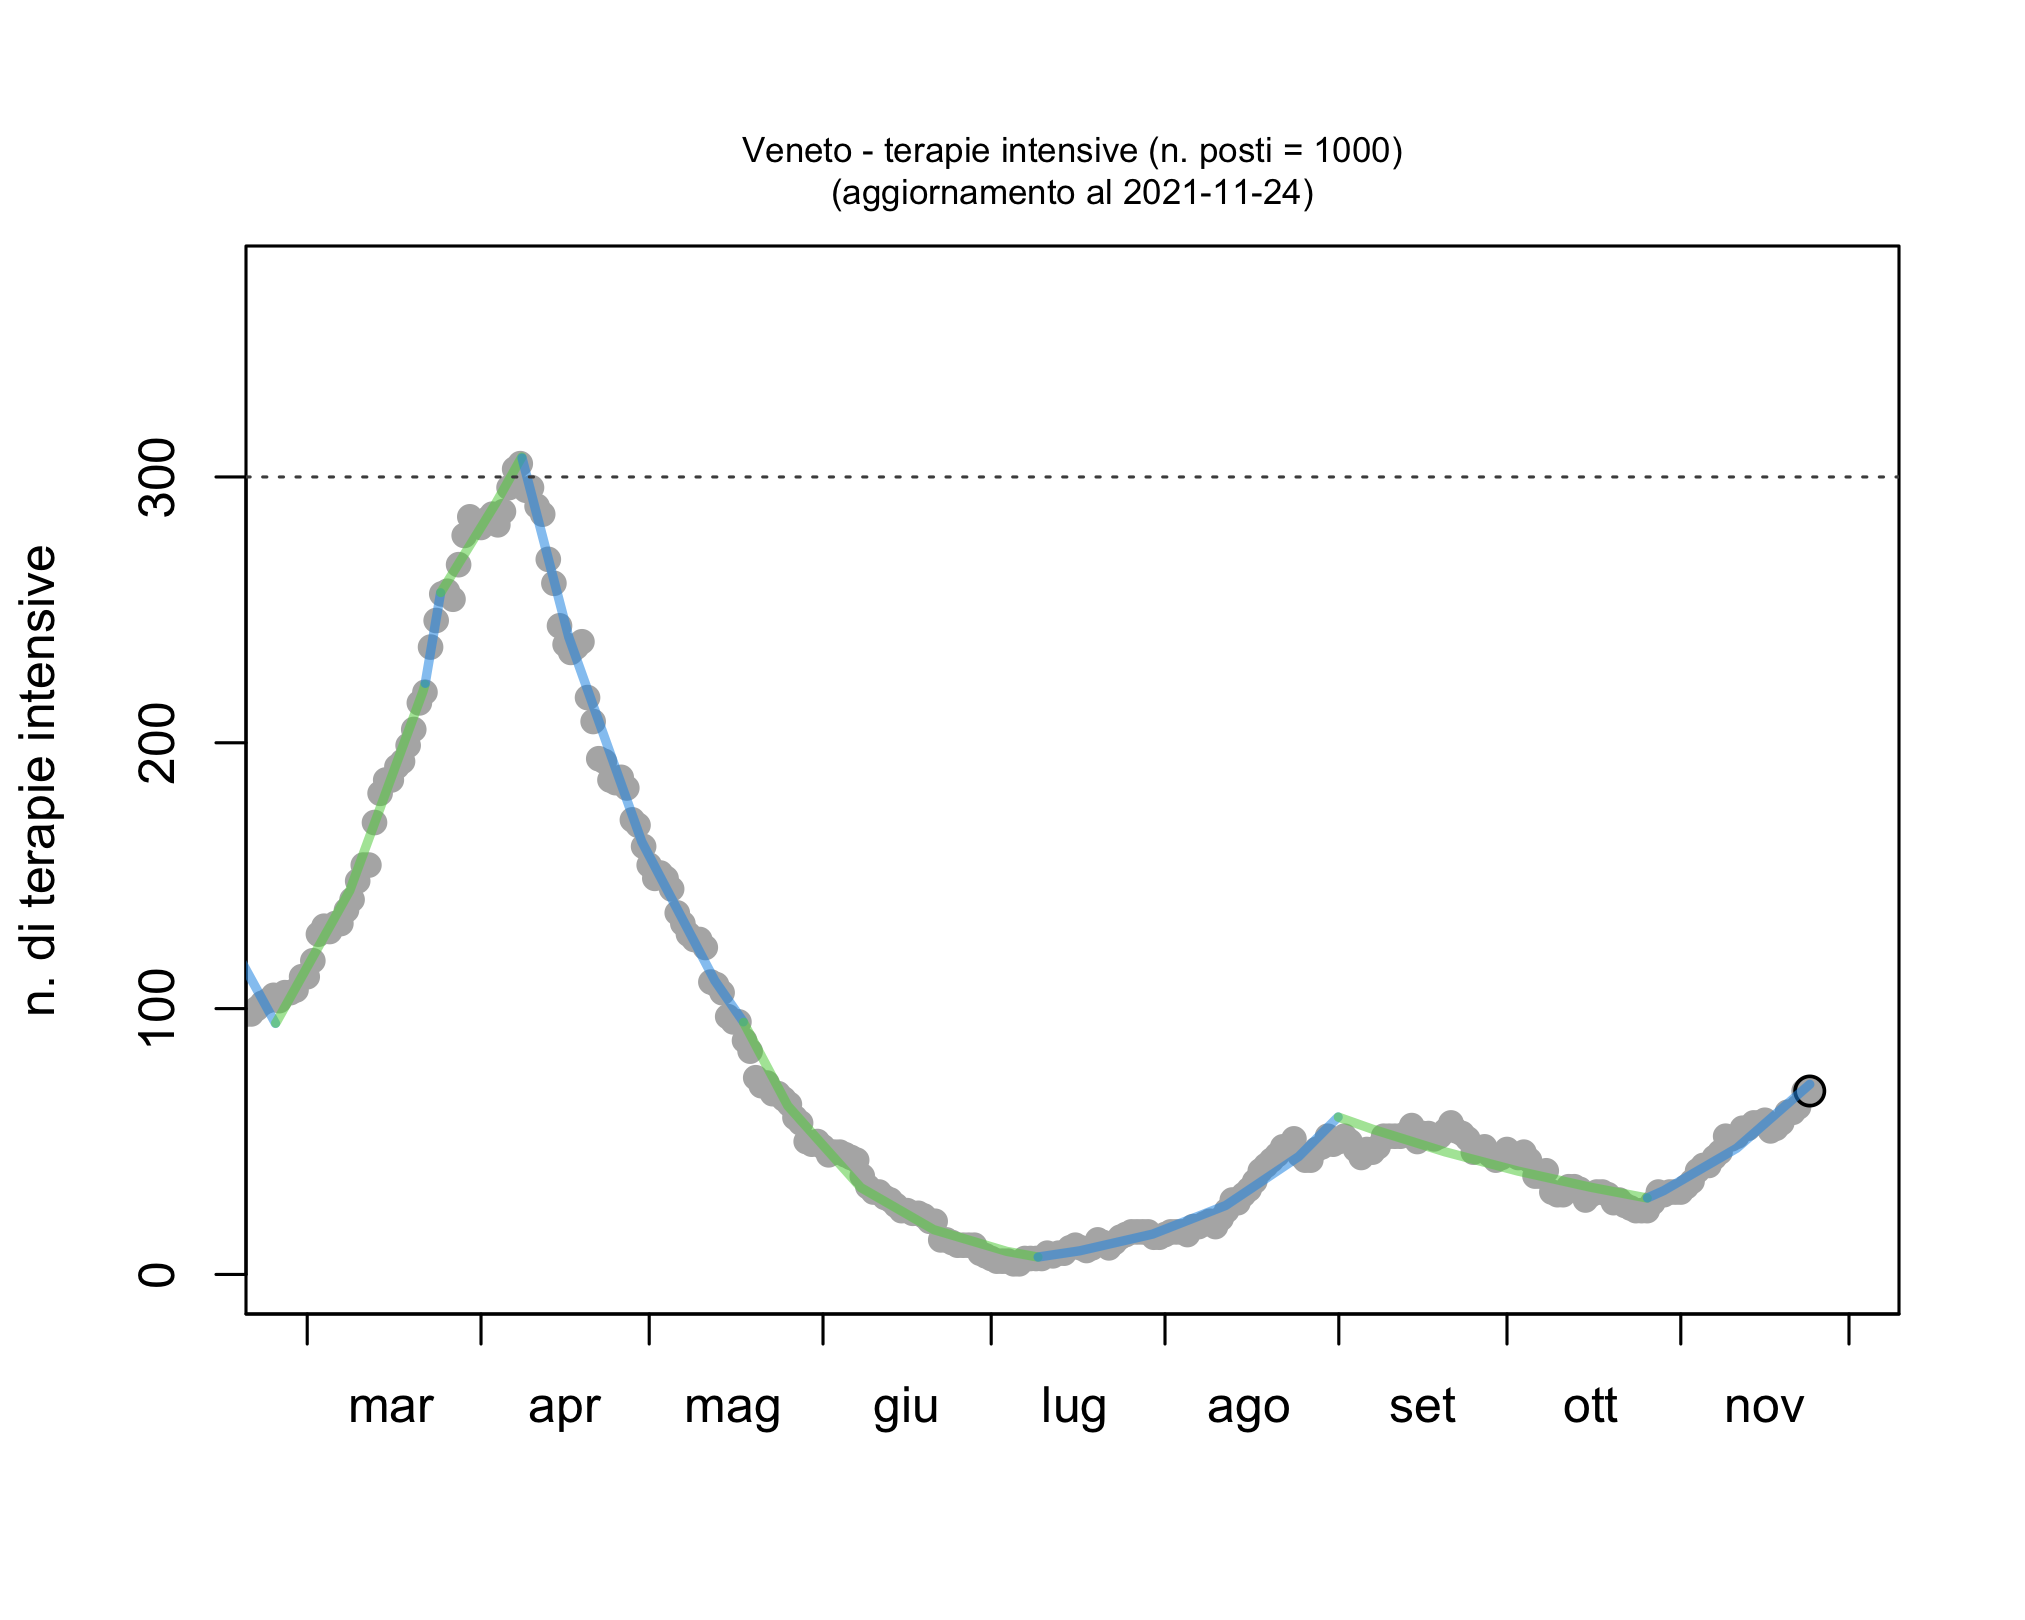 Veneto - terapie intensive (n. posti = 1000)
(aggiornamento al 2021-11-24)
n. di terapie intensive
300
200
100
0
mar apr mag giu lug ago set ott nov